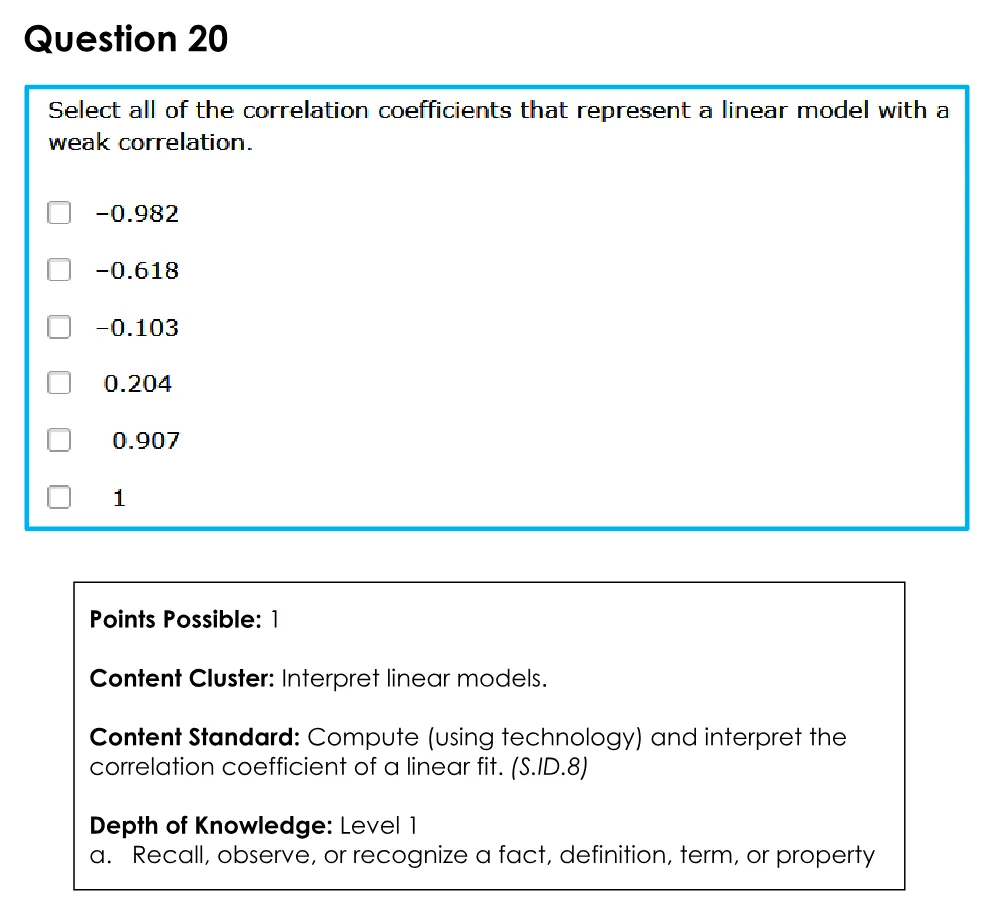 Question 20
Select all of the correlation coefficients that represent a linear model with a
weak correlation.
−0.982
−0.618
−0.103
0.204
0.907
1
Points Possible: 1
Content Cluster: Interpret linear models.
Content Standard: Compute (using technology) and interpret the
correlation coefficient of a linear fit. (S.ID.8)
Depth of Knowledge: Level 1
a. Recall, observe, or recognize a fact, definition, term, or property